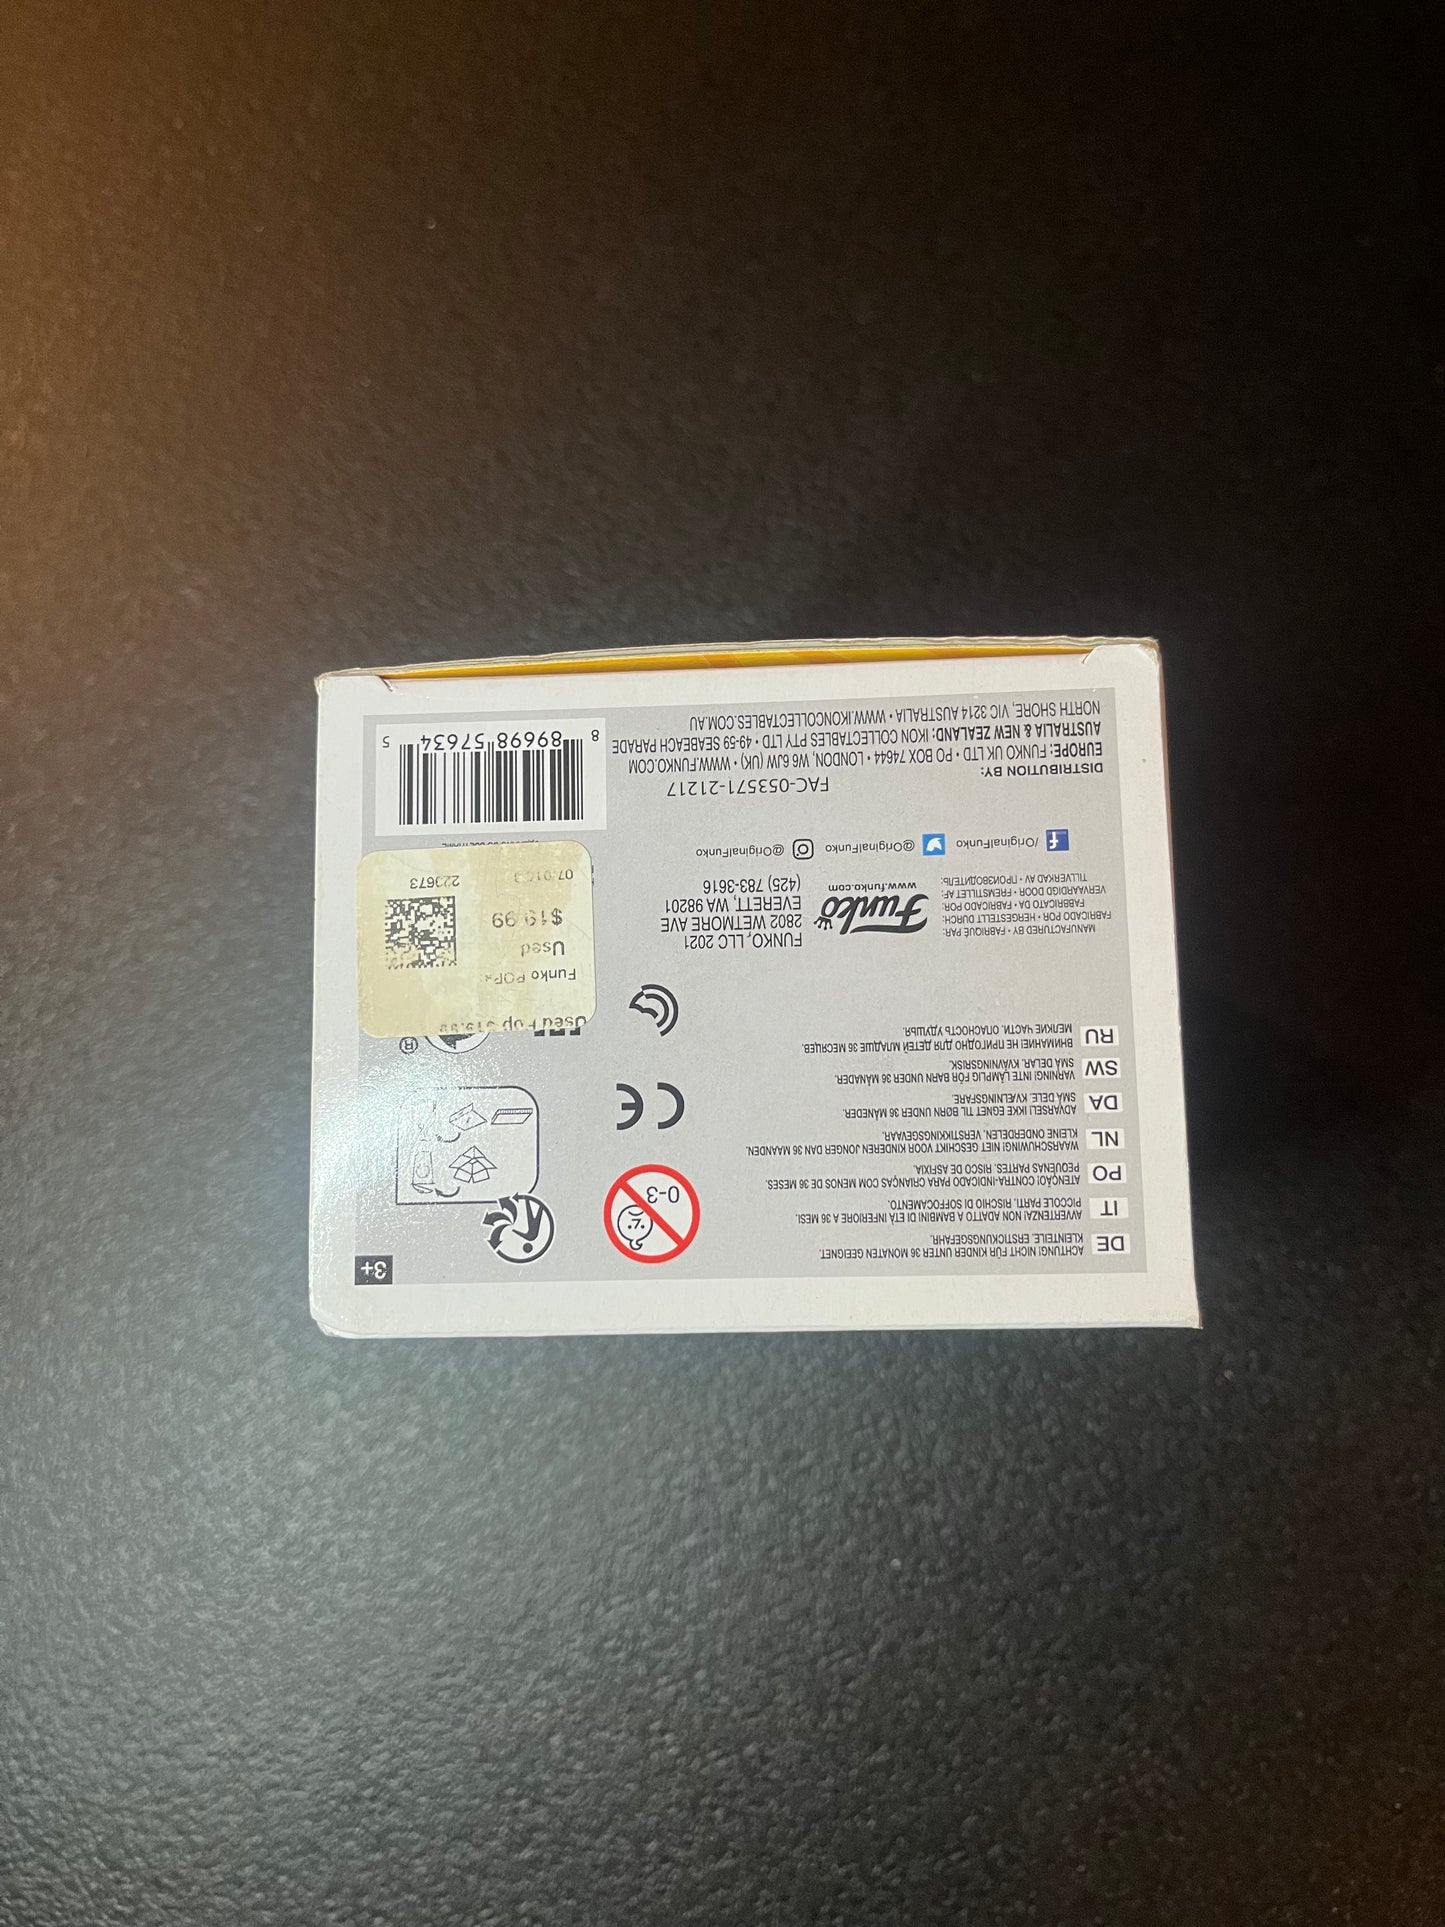 DE ACHTUNG! NICHT FÜR KINDER UNTER 36 MONATEN GEEIGNET.
KLEINTEILE. ERSTICKUNGSGEFAHR.
IT AVVERTENZA! NON ADATTO A BAMBINI DI ETÀ INFERIORE A 36 MESI.
PICCOLE PARTI. RISCHIO DI SOFFOCAMENTO.
PO ATENÇÃO! CONTRA-INDICADO PARA CRIANÇAS COM MENOS DE 36 MESES.
PEQUENAS PARTES. RISCO DE ASFIXIA.
NL WAARSCHUWING! NIET GESCHIKT VOOR KINDEREN JONGER DAN 36 MAANDEN.
KLEINE ONDERDELEN. VERSTIKKINGSGEVAAR.
DA ADVARSEL! IKKE EGNET TIL BØRN UNDER 36 MÅNEDER.
SMÅ DELE. KVÆLNINGSFARE.
SW VARNING! INTE LÄMPLIG FÖR BARN UNDER 36 MÅNADER.
SMÅ DELAR. KVÄVNINGSRISK.
RU ВНИМАНИЕ! НЕ ПРИГОДНО ДЛЯ ДЕТЕЙ МЛАДШЕ 36 МЕСЯЦЕВ.
МЕЛКИЕ ЧАСТИ. ОПАСНОСТЬ УДУШЬЯ.
0-3
CE
3+
®
MANUFACTURED BY • FABRIQUÉ PAR:
FABRICADO POR • HERGESTELLT DURCH:
FABBRICATO DA • FABRICADO POR:
VERVAARDIGD DOOR • FREMSTILLET AF:
TILLVERKAD AV • ПРОИЗВОДИТЕЛЬ:
Funko
www.funko.com
FUNKO, LLC 2021
2802 WETMORE AVE
EVERETT, WA 98201
(425) 783-3616
Used Pop $19.99
Funko POPs
Used
$19.99
220673
/OriginalFunko @OriginalFunko @OriginalFunko
FAC-053571-21217
DISTRIBUTION BY:
EUROPE: FUNKO UK LTD • PO BOX 74644 • LONDON, W6 6JW (UK) • WWW.FUNKO.COM
AUSTRALIA & NEW ZEALAND: IKON COLLECTABLES PTY LTD • 49-59 SEABEACH PARADE
NORTH SHORE, VIC 3214 AUSTRALIA • WWW.IKONCOLLECTABLES.COM.AU
8 89698 57634 5